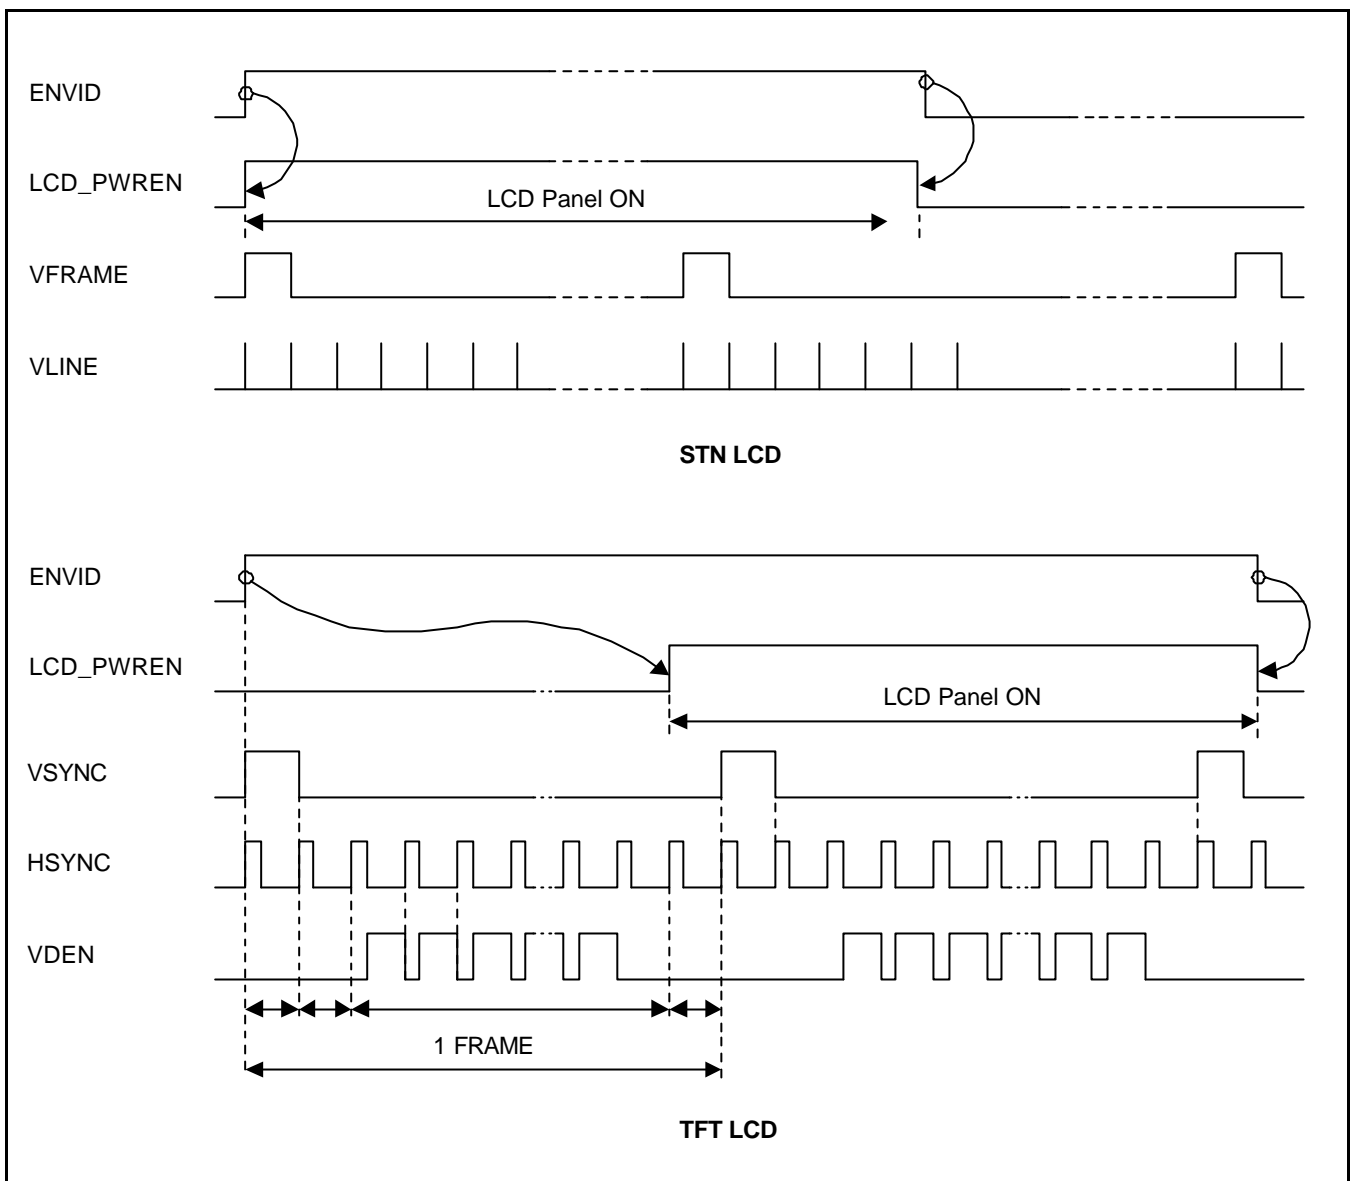 ENVID
LCD_PWREN
LCD Panel ON
VFRAME
VLINE
STN LCD
ENVID
LCD_PWREN
LCD Panel ON
VSYNC
HSYNC
VDEN
1 FRAME
TFT LCD